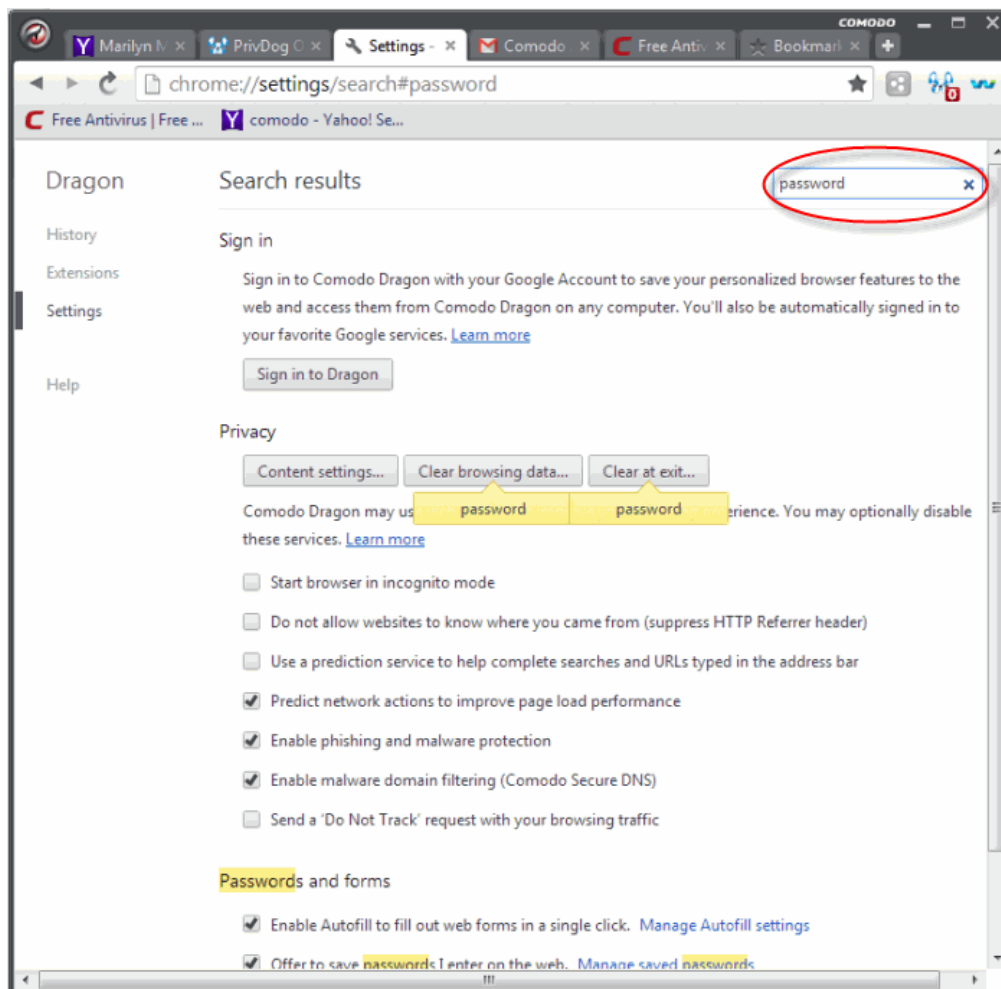 COMODO
Marilyn M
PrivDog C
Settings -
Comodo
Free Antiv
Bookmark
chrome://settings/search#password
0
Free Antivirus | Free ...
comodo - Yahoo! Se...
Dragon
Search results
password
History
Extensions
Settings
Help
Sign in
Sign in to Comodo Dragon with your Google Account to save your personalized browser features to the
web and access them from Comodo Dragon on any computer. You'll also be automatically signed in to
your favorite Google services. Learn more
Sign in to Dragon
Privacy
Content settings...
Clear browsing data...
Clear at exit...
password
password
Comodo Dragon may us erience. You may optionally disable
these services. Learn more
Start browser in incognito mode
Do not allow websites to know where you came from (suppress HTTP Referrer header)
Use a prediction service to help complete searches and URLs typed in the address bar
Predict network actions to improve page load performance
Enable phishing and malware protection
Enable malware domain filtering (Comodo Secure DNS)
Send a 'Do Not Track' request with your browsing traffic
Passwords and forms
Enable Autofill to fill out web forms in a single click. Manage Autofill settings
Offer to save passwords I enter on the web. Manage saved passwords